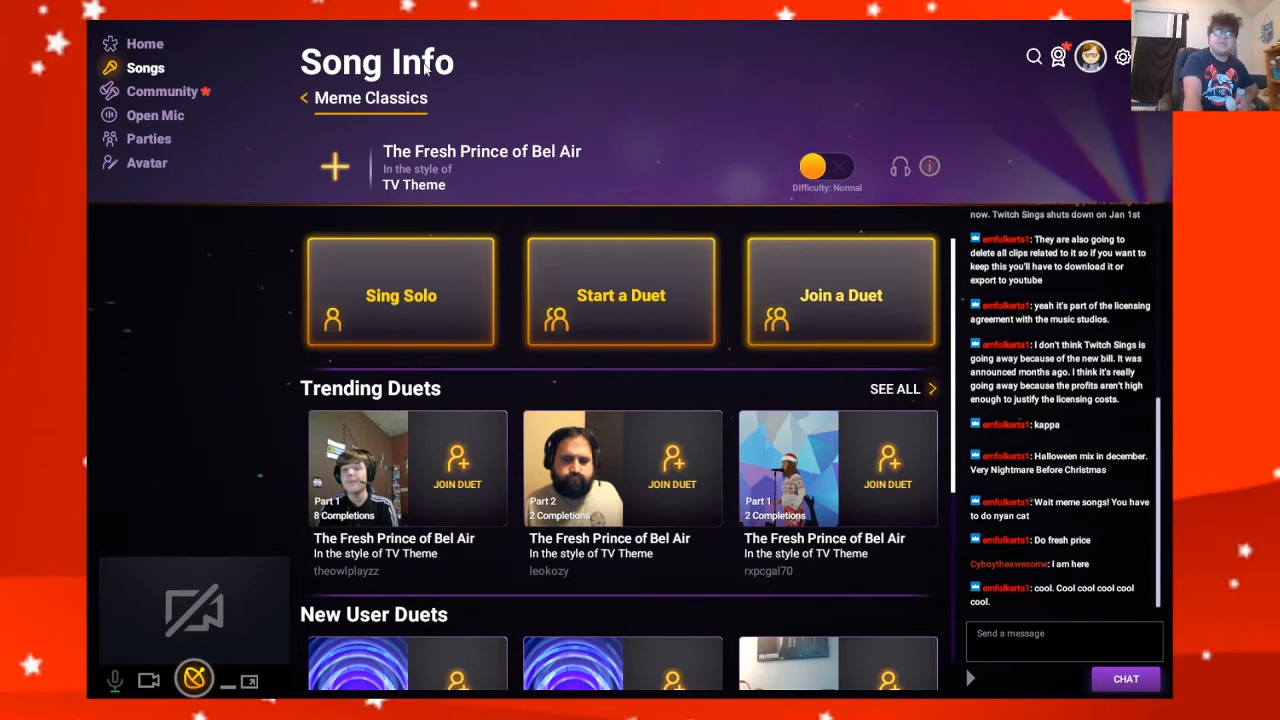 Home
Songs
Community
Open Mic
Parties
Avatar
Song Info
< Meme Classics
The Fresh Prince of Bel Air
In the style of
TV Theme
Difficulty: Normal
Sing Solo
Start a Duet
Join a Duet
Trending Duets
SEE ALL >
Part 1
8 Completions
JOIN DUET
The Fresh Prince of Bel Air
In the style of TV Theme
theowlplayzz
Part 2
2 Completions
JOIN DUET
The Fresh Prince of Bel Air
In the style of TV Theme
leokozy
Part 1
2 Completions
JOIN DUET
The Fresh Prince of Bel Air
In the style of TV Theme
rxpcgal70
New User Duets
now. Twitch Sings shuts down on Jan 1st
emfolkerts1: They are also going to
delete all clips related to it so if you want to
keep this you'll have to download it or
export to youtube
emfolkerts1: yeah it's part of the licensing
agreement with the music studios.
emfolkerts1: I don't think Twitch Sings is
going away because of the new bill. It was
announced months ago. I think it's really
going away because the profits aren't high
enough to justify the licensing costs.
emfolkerts1: kappa
emfolkerts1: Halloween mix in december.
Very Nightmare Before Christmas
emfolkerts1: Wait meme songs! You have
to do nyan cat
emfolkerts1: Do fresh price
Cyboytheawesome: I am here
emfolkerts1: cool. Cool cool cool cool
cool.
Send a message
CHAT